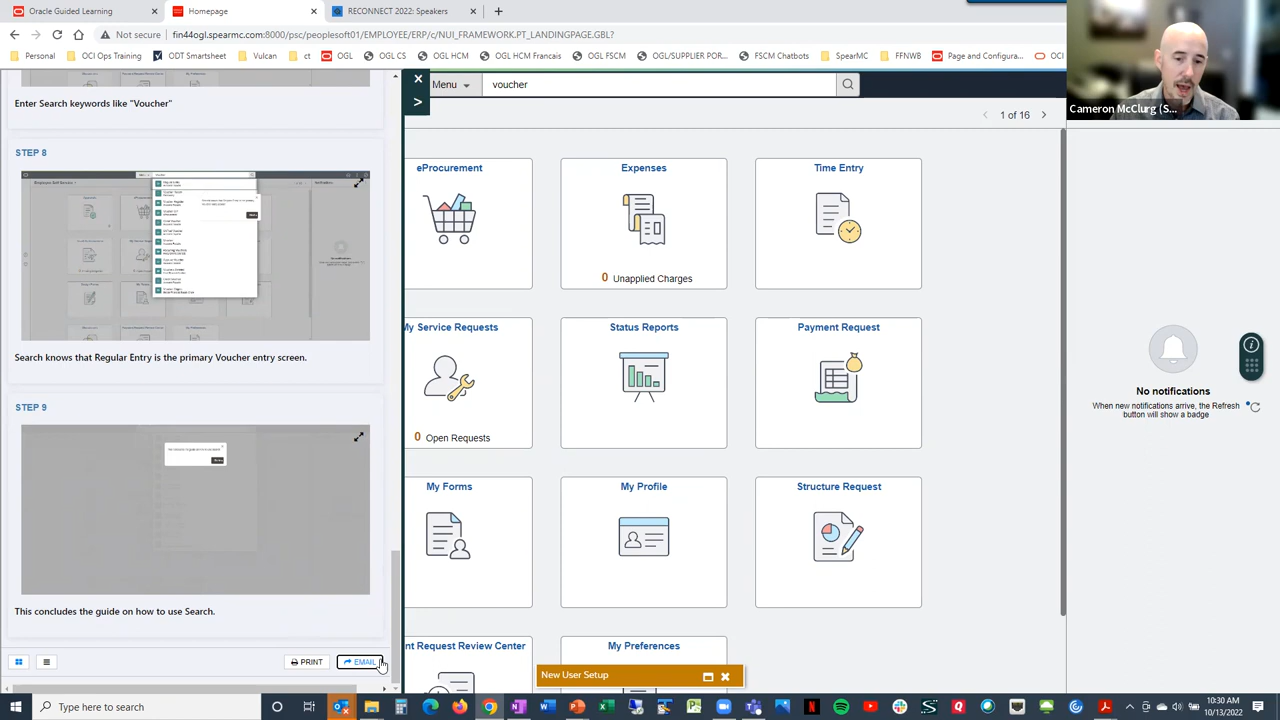 Oracle Guided Learning
Homepage
RECONNECT 2022: Speakers
Not secure
fin44ogl.spearmc.com:8000/psc/peoplesoft01/EMPLOYEE/ERP/c/NUI_FRAMEWORK.PT_LANDINGPAGE.GBL?
Personal
OCI Ops Training
ODT Smartsheet
Vulcan
ct
OGL
OGL CS
OGL HCM
OGL HCM Francais
OGL FSCM
OGL/SUPPLIER POR...
FSCM Chatbots
SpearMC
FFNWB
Page and Configura...
OCI
Cameron McClurg (S...
Menu
voucher
1 of 16
Enter Search keywords like "Voucher"
STEP 8
Search knows that Regular Entry is the primary Voucher entry screen.
STEP 9
This concludes the guide on how to use Search.
PRINT
EMAIL
eProcurement
Expenses
0 Unapplied Charges
Time Entry
My Service Requests
0 Open Requests
Status Reports
Payment Request
My Forms
My Profile
Structure Request
nt Request Review Center
My Preferences
New User Setup
No notifications
When new notifications arrive, the Refresh
button will show a badge
Type here to search
10:30 AM
10/13/2022